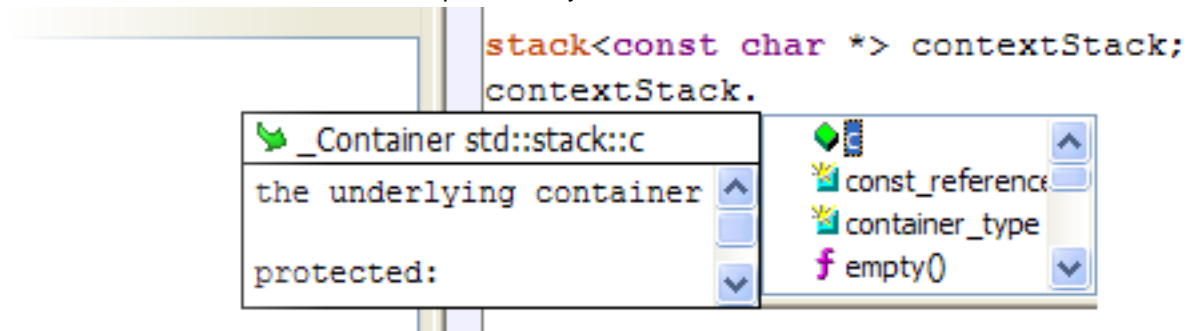 stack<const char *> contextStack;
contextStack.
_Container std::stack::c
the underlying container
protected:
c
const_reference
container_type
empty()